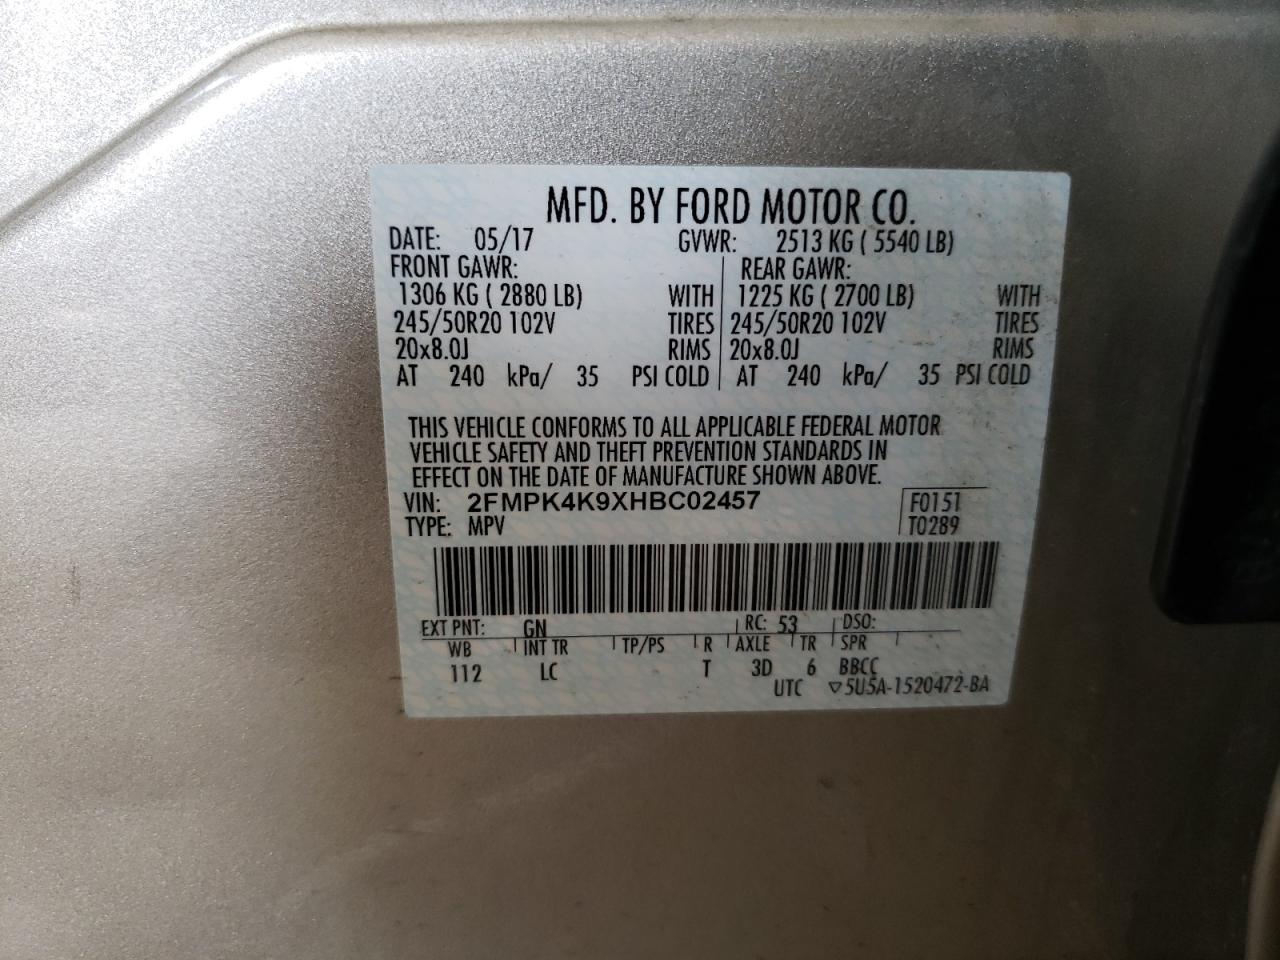 MFD. BY FORD MOTOR CO.
DATE: 05/17 GVWR: 2513 KG ( 5540 LB)
FRONT GAWR: REAR GAWR:
1306 KG ( 2880 LB) WITH 1225 KG ( 2700 LB) WITH
245/50R20 102V TIRES 245/50R20 102V TIRES
20x8.0J RIMS 20x8.0J RIMS
AT 240 kPa/ 35 PSI COLD AT 240 kPa/ 35 PSI COLD
THIS VEHICLE CONFORMS TO ALL APPLICABLE FEDERAL MOTOR
VEHICLE SAFETY AND THEFT PREVENTION STANDARDS IN
EFFECT ON THE DATE OF MANUFACTURE SHOWN ABOVE.
VIN: 2FMPK4K9XHBC02457 F0151
TYPE: MPV T0289
EXT PNT: GN RC: 53 DSO:
WB INT TR TP/PS R AXLE TR SPR
112 LC T 3D 6 BBCC
UTC ▽5U5A-1520472-BA